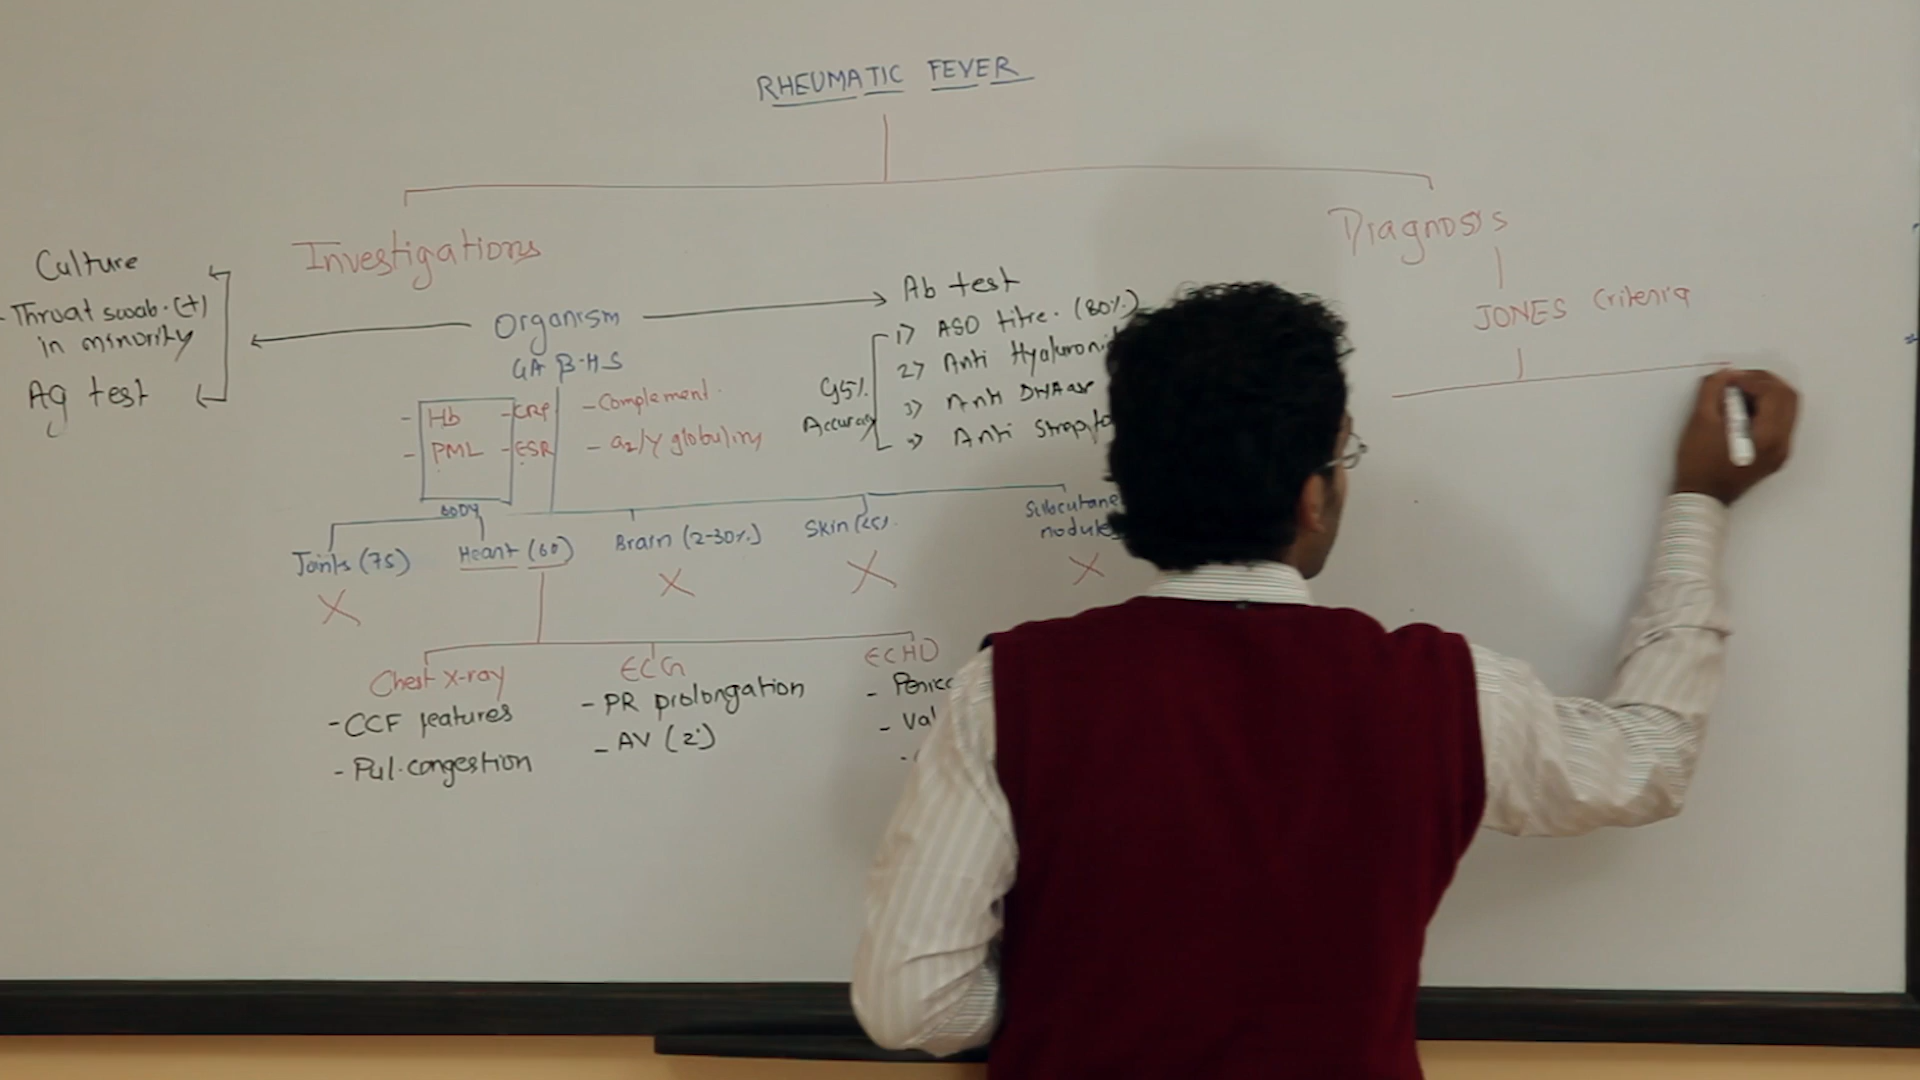 RHEUMATIC FEVER
Investigations
Diagnosis
JONES Criteria
Culture
- Throat swab. (+)
in minority
Ag test
Organism
GA β-HS
Ab test
1) ASO titre. (80%)
2) Anti Hyaluronid
3) Anti DNAase
4) Anti Strepto
95%
Accuracy
- Hb - CRP - Complement.
- PML - ESR - α2/γ globulins
BODY
Joints (75) Heart (60) Brain (2-30%) Skin (
Subcutane
nodules
X X X X
Chest X-ray
- CCF features
- Pul. congestion
ECG
- PR prolongation
- AV (2°)
ECHO
- Peric
- Val